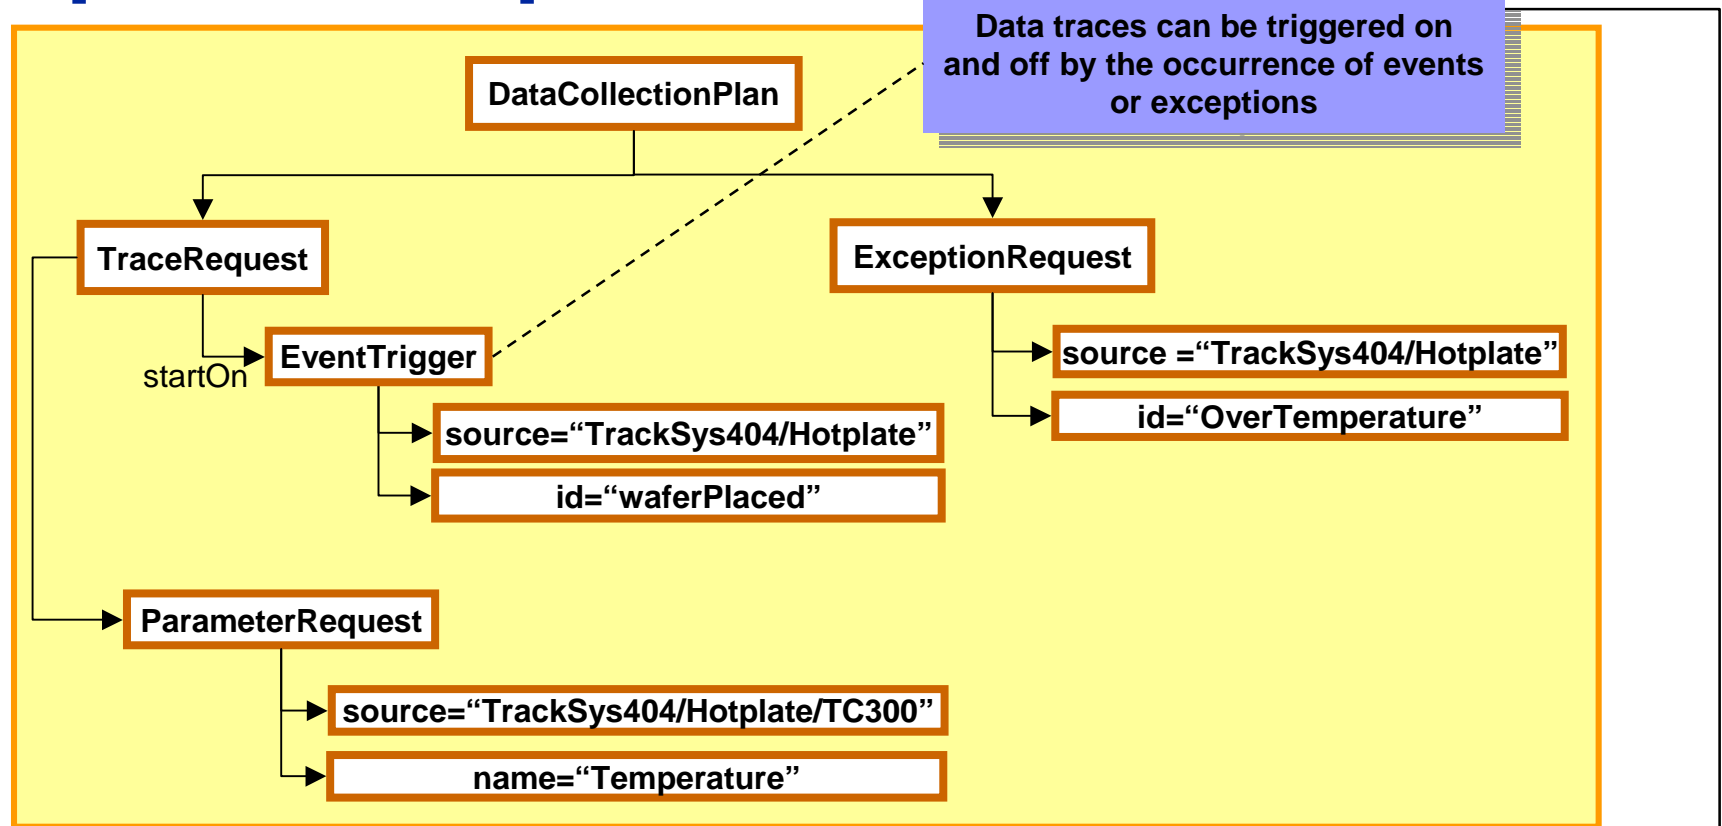 Data traces can be triggered on
and off by the occurrence of events
or exceptions
DataCollectionPlan
TraceRequest
ExceptionRequest
startOn
EventTrigger
source =“TrackSys404/Hotplate”
id=“OverTemperature”
source=“TrackSys404/Hotplate”
id=“waferPlaced”
ParameterRequest
source=“TrackSys404/Hotplate/TC300”
name=“Temperature”